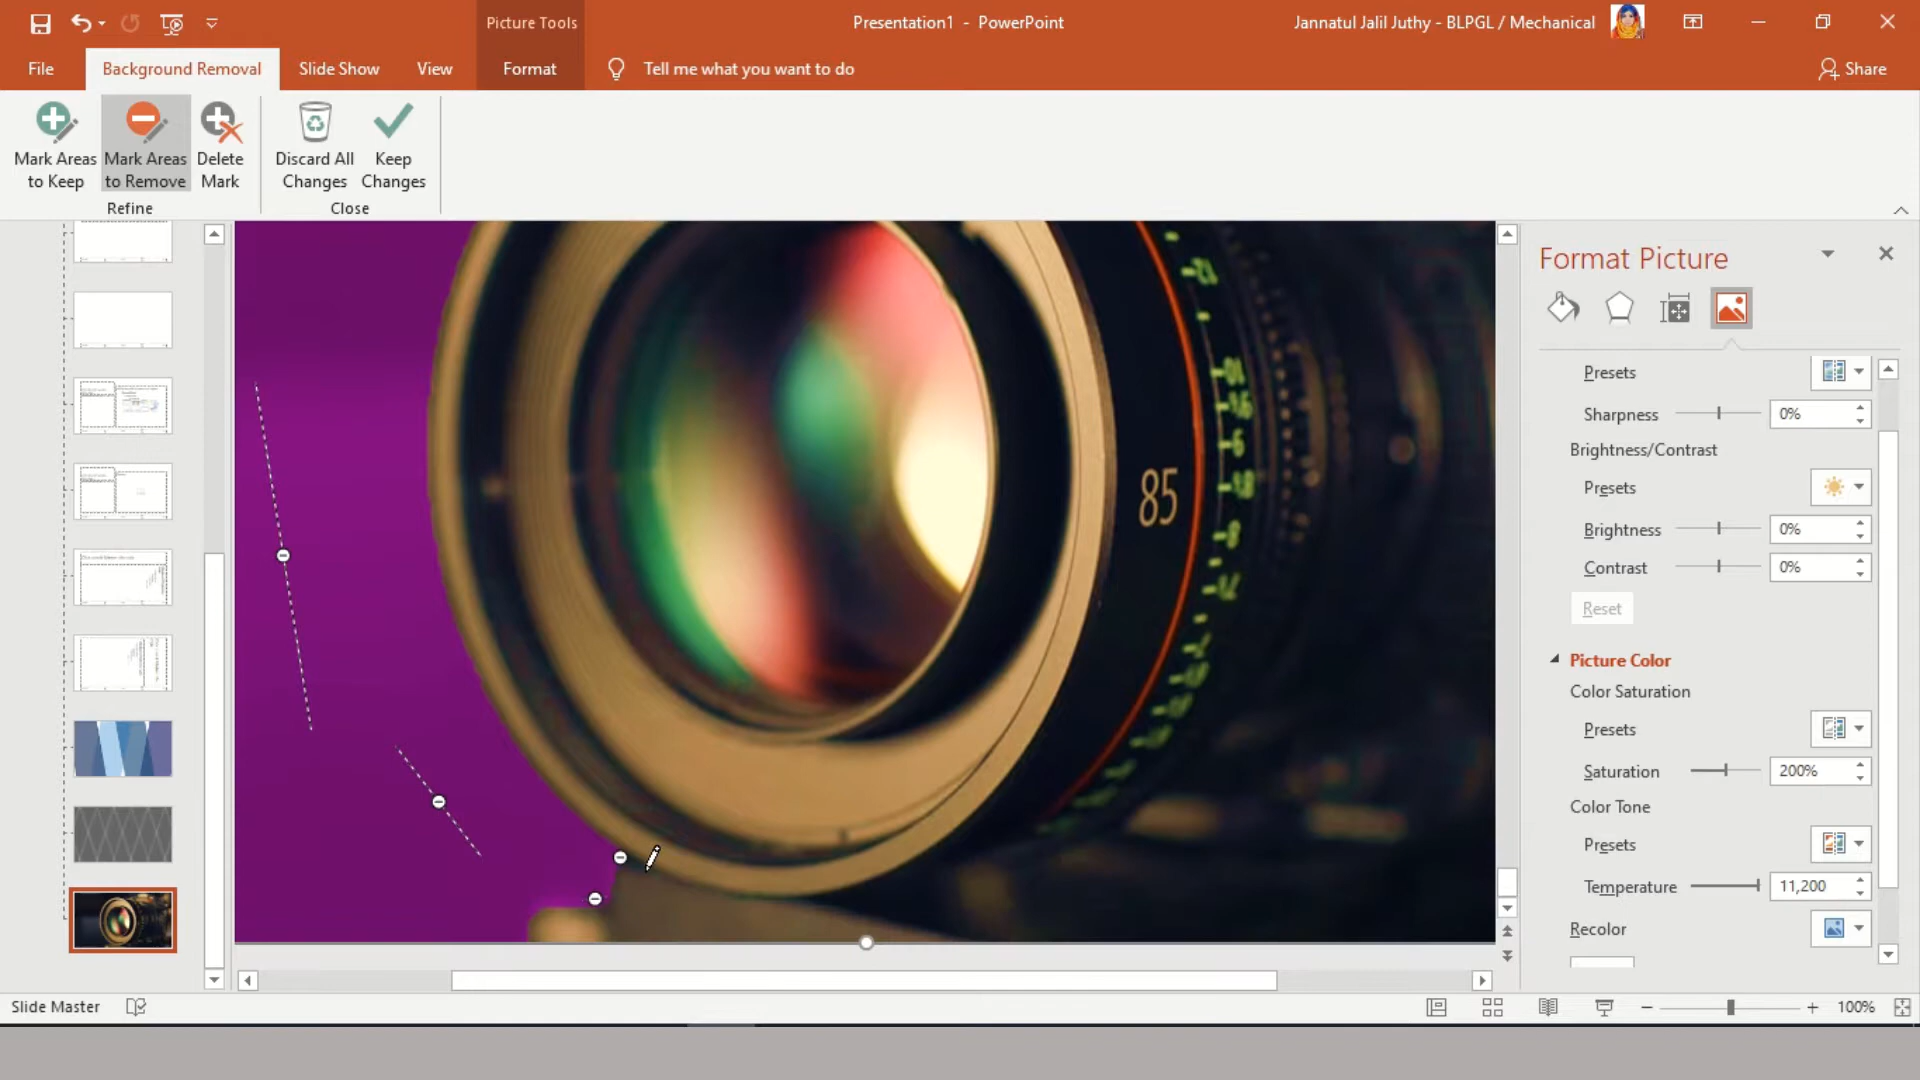 Picture Tools
Presentation1 - PowerPoint
Jannatul Jalil Juthy - BLPGL / Mechanical
File
Background Removal
Slide Show
View
Format
Tell me what you want to do
Share
Mark Areas
to Keep
Mark Areas
to Remove
Delete
Mark
Discard All
Changes
Keep
Changes
Refine
Close
85
Format Picture
Presets
Sharpness
0%
Brightness/Contrast
Presets
Brightness
0%
Contrast
0%
Reset
Picture Color
Color Saturation
Presets
Saturation
200%
Color Tone
Presets
Temperature
11,200
Recolor
Slide Master
100%